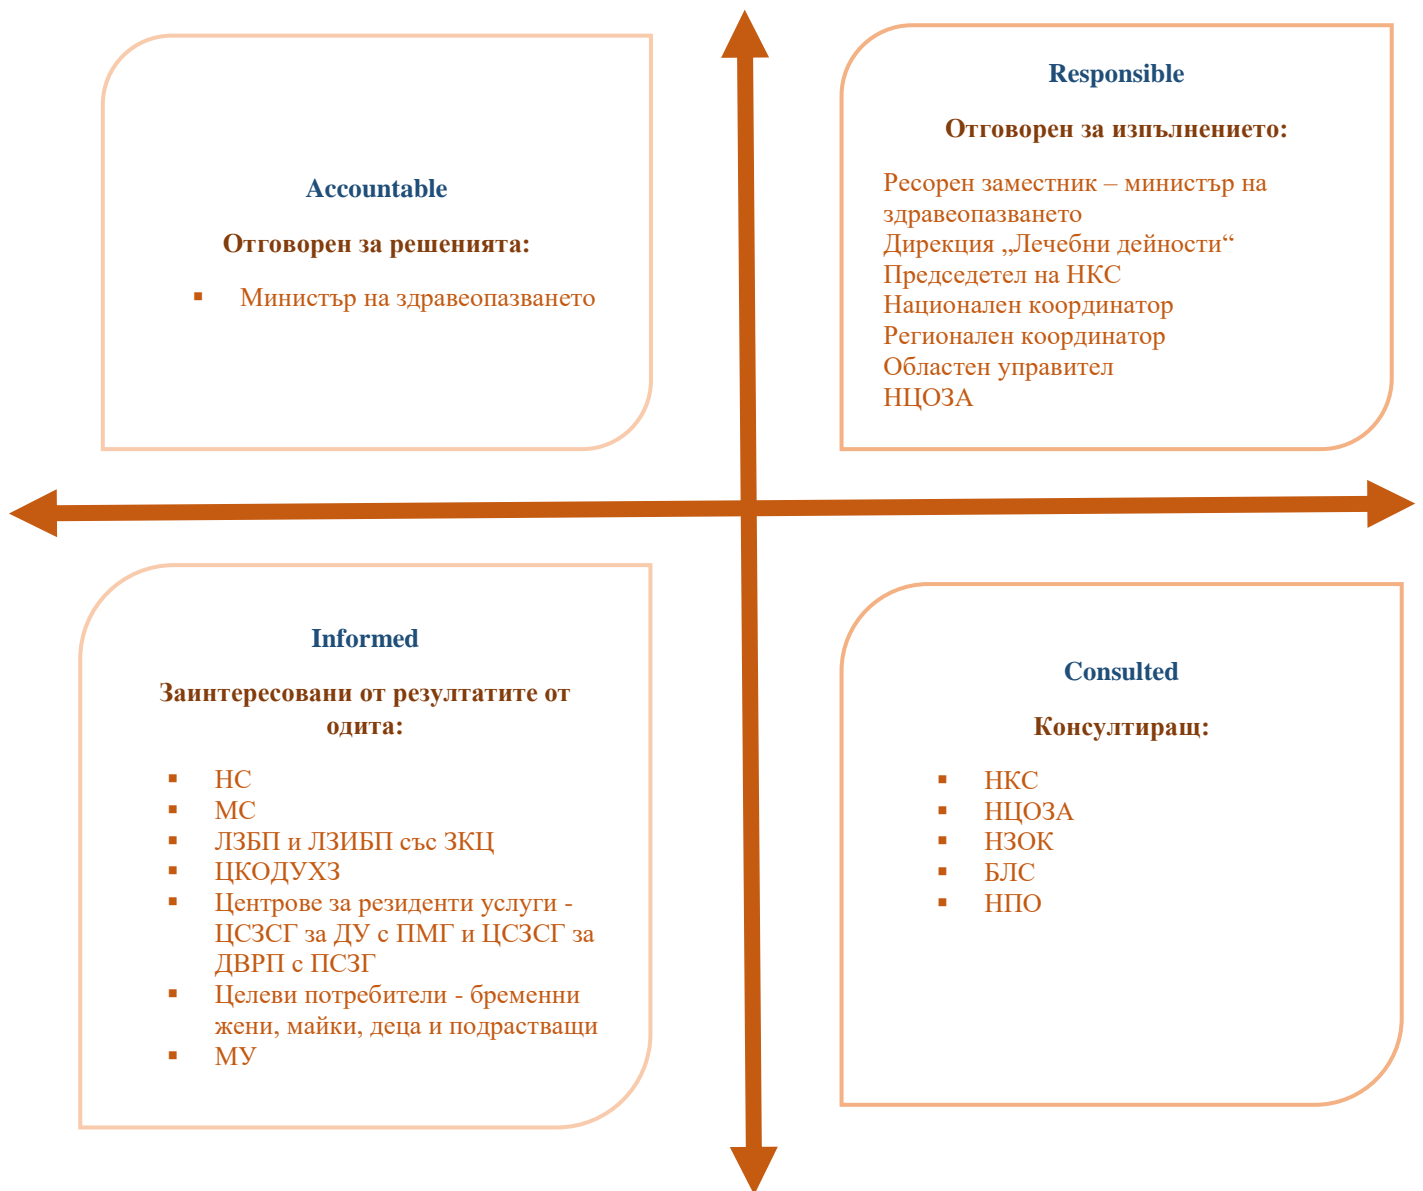 Accountable
Отговорен за решенията:
▪ Министър на здравеопазването
Responsible
Отговорен за изпълнението:
Ресорен заместник – министър на
здравеопазването
Дирекция „Лечебни дейности“
Председетел на НКС
Национален координатор
Регионален координатор
Областен управител
НЦОЗА
Informed
Заинтересовани от резултатите от
одита:
▪ НС
▪ МС
▪ ЛЗБП и ЛЗИБП със ЗКЦ
▪ ЦКОДУХЗ
▪ Центрове за резиденти услуги -
ЦСЗСГ за ДУ с ПМГ и ЦСЗСГ за
ДВРП с ПСЗГ
▪ Целеви потребители - бременни
жени, майки, деца и подрастващи
▪ МУ
Consulted
Консултиращ:
▪ НКС
▪ НЦОЗА
▪ НЗОК
▪ БЛС
▪ НПО